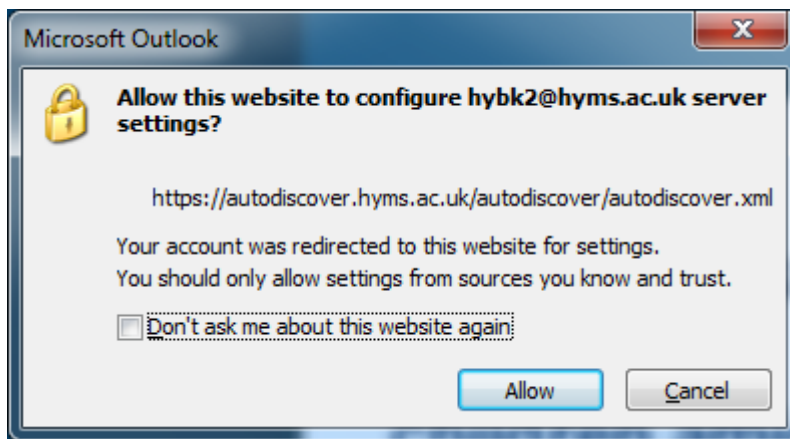 Microsoft Outlook
Allow this website to configure hybk2@hyms.ac.uk server
settings?
https://autodiscover.hyms.ac.uk/autodiscover/autodiscover.xml
Your account was redirected to this website for settings.
You should only allow settings from sources you know and trust.
Don't ask me about this website again
Allow Cancel